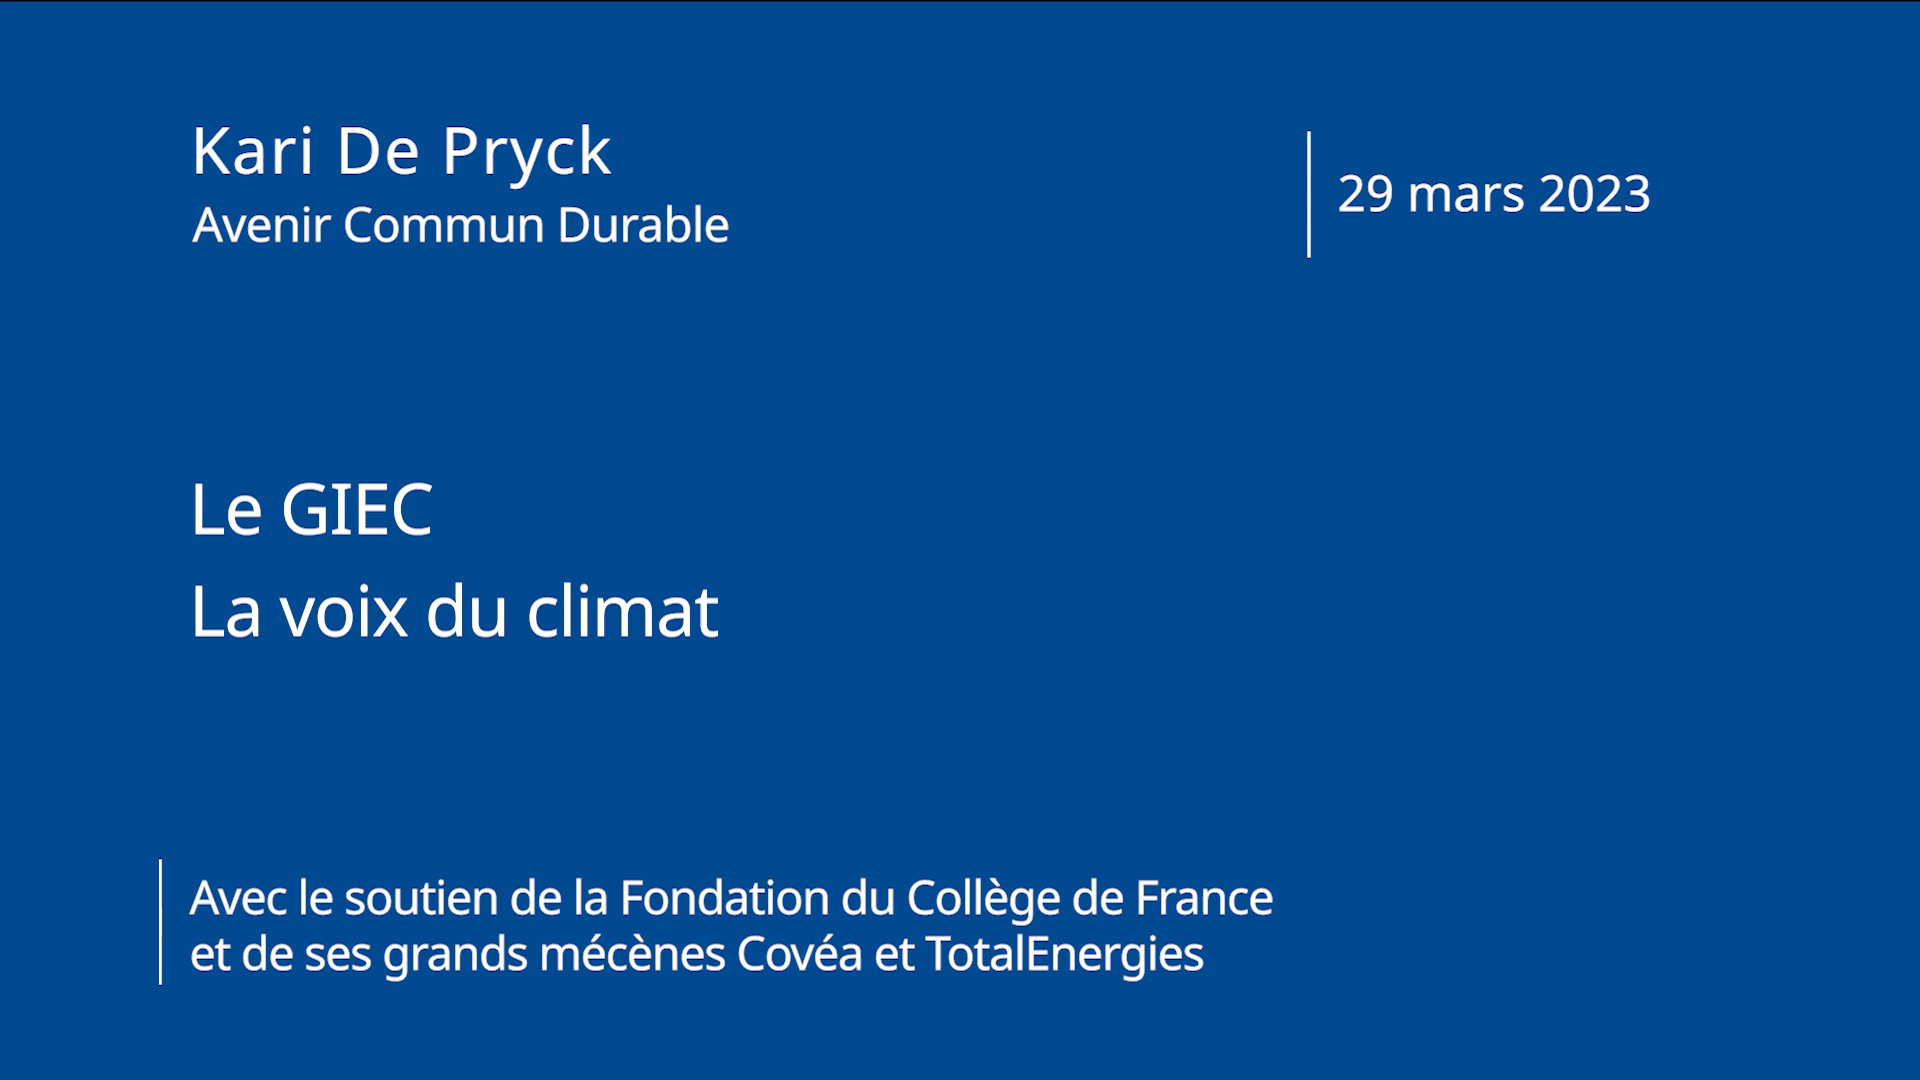 Kari De Pryck
Avenir Commun Durable
29 mars 2023
Le GIEC
La voix du climat
Avec le soutien de la Fondation du Collège de France
et de ses grands mécènes Covéa et TotalEnergies